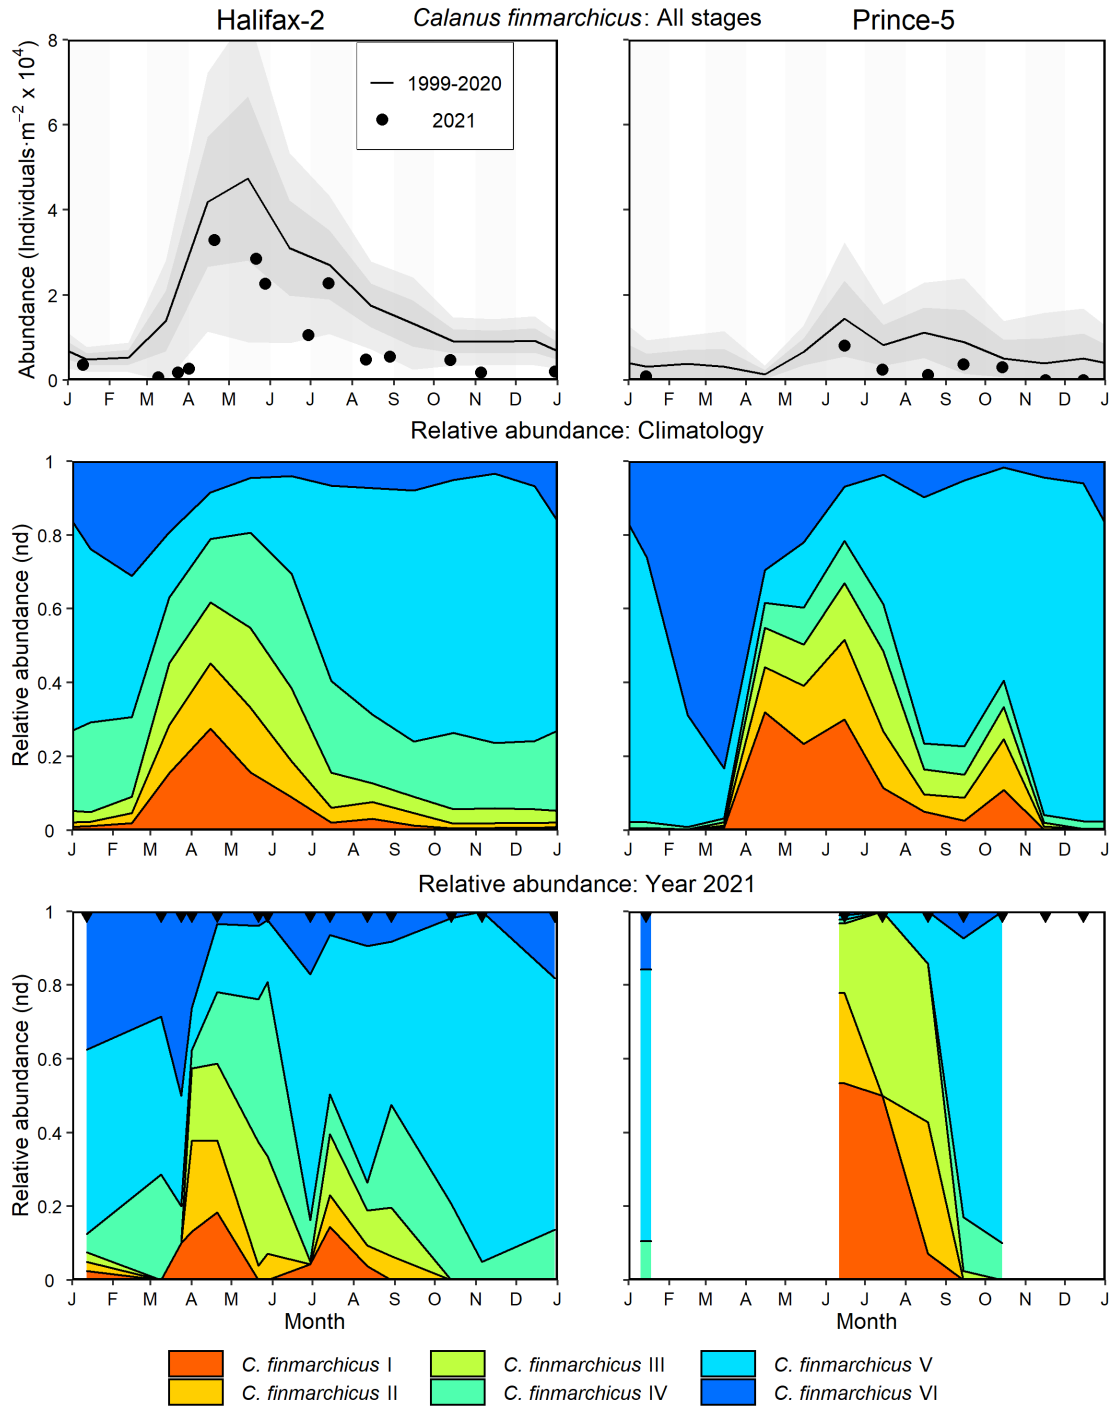 Halifax-2 Calanus finmarchicus: All stages Prince-5
Abundance (Individuals·m⁻² x 10⁴)
8
6
4
2
0
1999-2020
2021
J F M A M J J A S O N D J
J F M A M J J A S O N D J
Relative abundance: Climatology
Relative abundance (nd)
1
0.8
0.6
0.4
0.2
0
J F M A M J J A S O N D J
J F M A M J J A S O N D J
Relative abundance: Year 2021
Relative abundance (nd)
1
0.8
0.6
0.4
0.2
0
J F M A M J J A S O N D J
J F M A M J J A S O N D J
Month Month
C. finmarchicus I C. finmarchicus III C. finmarchicus V
C. finmarchicus II C. finmarchicus IV C. finmarchicus VI